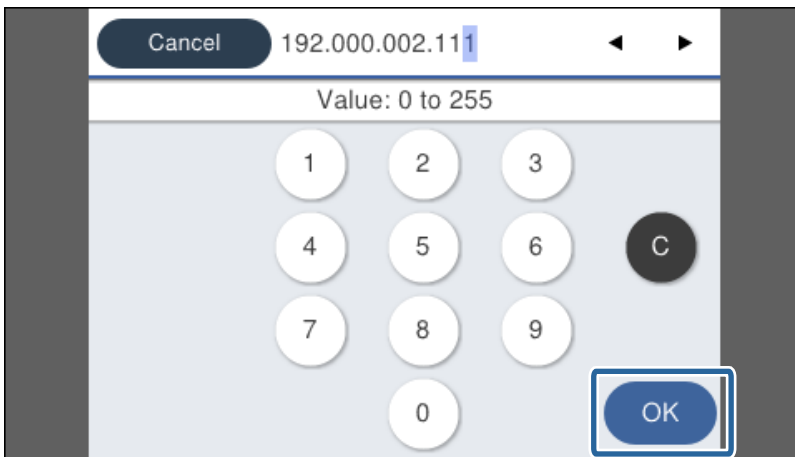 Cancel 192.000.002.111 ◀ ▶
Value: 0 to 255
1 2 3
4 5 6 C
7 8 9
0 OK